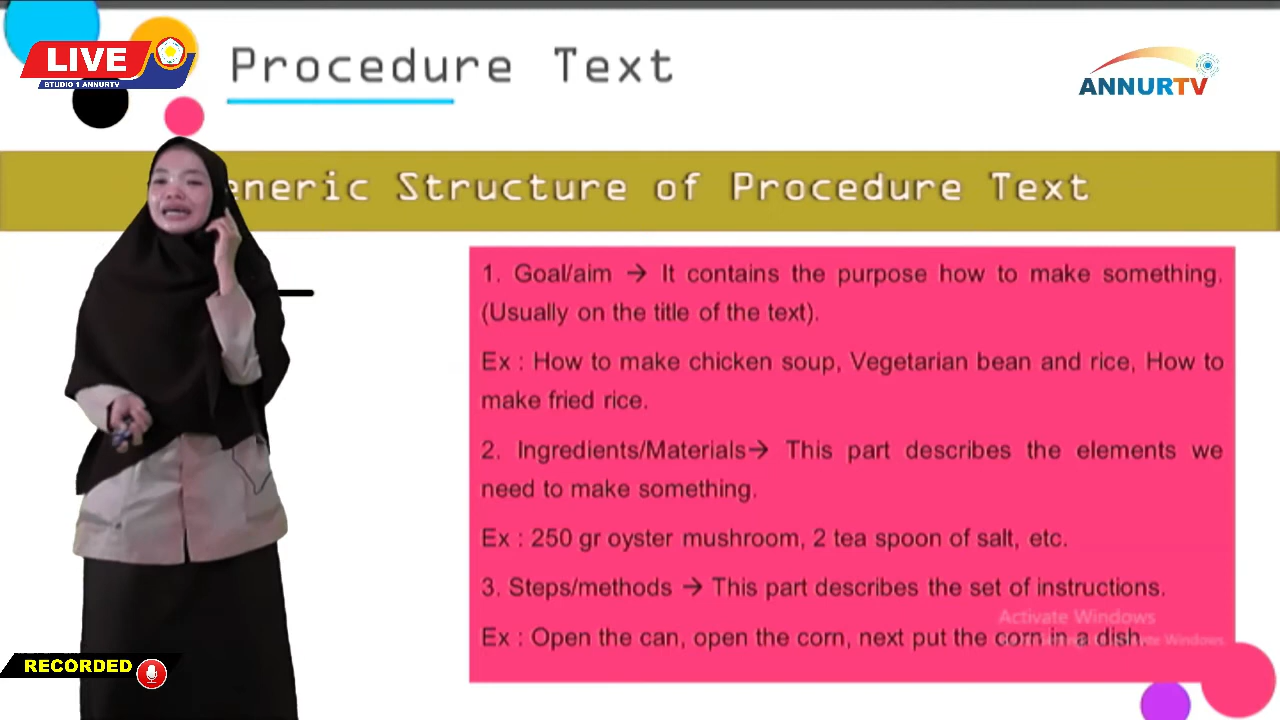 LIVE
STUDIO 1 ANNURTV
Procedure Text
ANNURTV
eneric Structure of Procedure Text
1. Goal/aim → It contains the purpose how to make something.
(Usually on the title of the text).
Ex : How to make chicken soup, Vegetarian bean and rice, How to
make fried rice.
2. Ingredients/Materials→ This part describes the elements we
need to make something.
Ex : 250 gr oyster mushroom, 2 tea spoon of salt, etc.
3. Steps/methods → This part describes the set of instructions.
Activate Windows
Ex : Open the can, open the corn, next put the corn in a dish.
Windows.
RECORDED